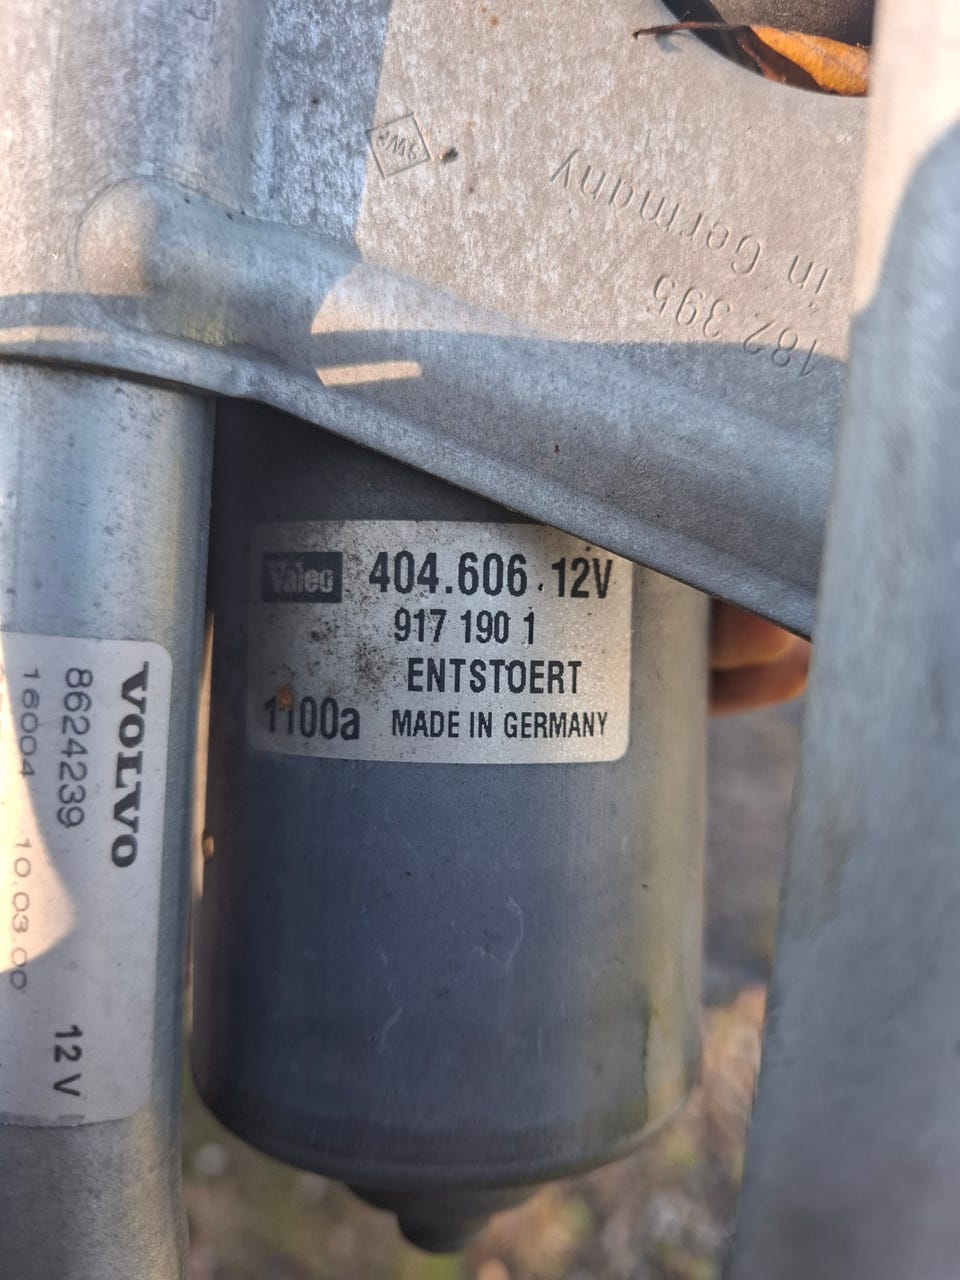 SWF
in Germany
182 395
Valeo 404.606 12V
917 190 1
ENTSTOERT
1100a MADE IN GERMANY
VOLVO
8624239 12 V
16004 10.03.00